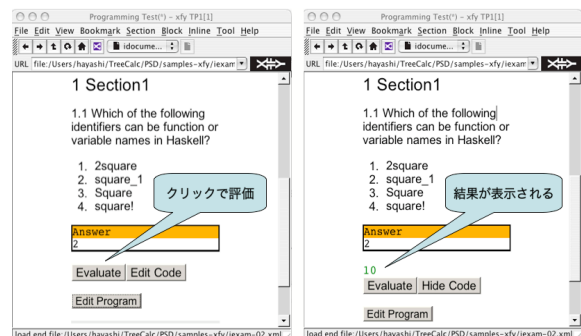 Programming Test(*) – xfy TP1[1]
File Edit View Bookmark Security Block Inline Tool Help
idocume...
URL file:/Users/hayashi/TreeCalc/PSD/samples-xfy/iexam
1 Section1
1.1 Which of the following
identifiers can be function or
variable names in Haskell?
1. 2square
2. square_1
3. Square
4. square!
クリックで評価
Answer
2
Evaluate Edit Code
Edit Program
load end file:/Users/hayashi/TreeCalc/PSD/samples-xfy/iexam-02.xml
Programming Test(*) – xfy TP1[1]
File Edit View Bookmark Security Block Inline Tool Help
idocume...
URL file:/Users/hayashi/TreeCalc/PSD/samples-xfy/iexam
1 Section1
1.1 Which of the following
identifiers can be function or
variable names in Haskell?
1. 2square
2. square_1
3. Square
4. square!
結果が表示される
Answer
2
10
Evaluate Hide Code
Edit Program
load end file:/Users/hayashi/TreeCalc/PSD/samples-xfy/iexam-02.xml